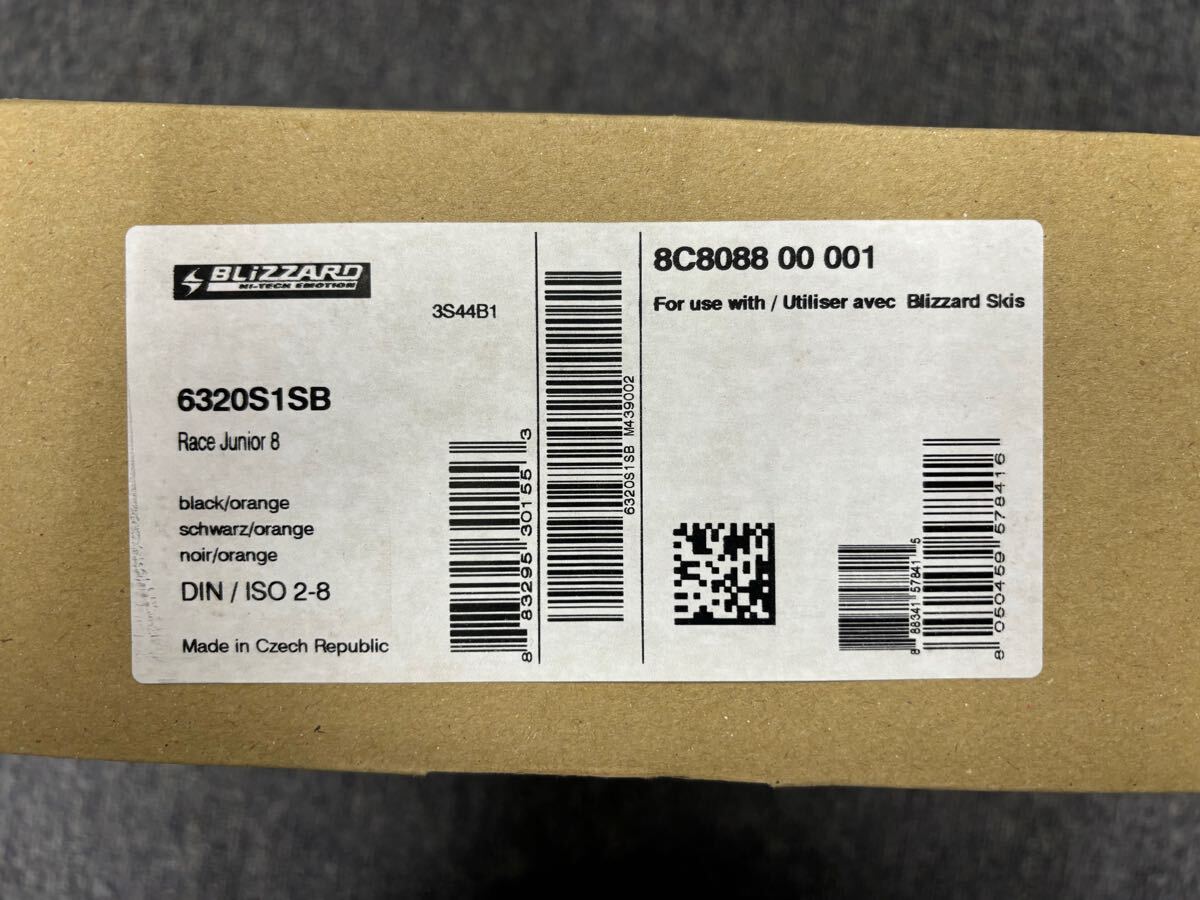 BLiZZARD
HI-TECH EMOTION
3S44B1
6320S1SB
Race Junior 8
black/orange
schwarz/orange
noir/orange
DIN / ISO 2-8
Made in Czech Republic
8 83295 30155 3
6320S1SB M439002
8C8088 00 001
For use with / Utiliser avec Blizzard Skis
8 88341 57841 5
8 050459 578416